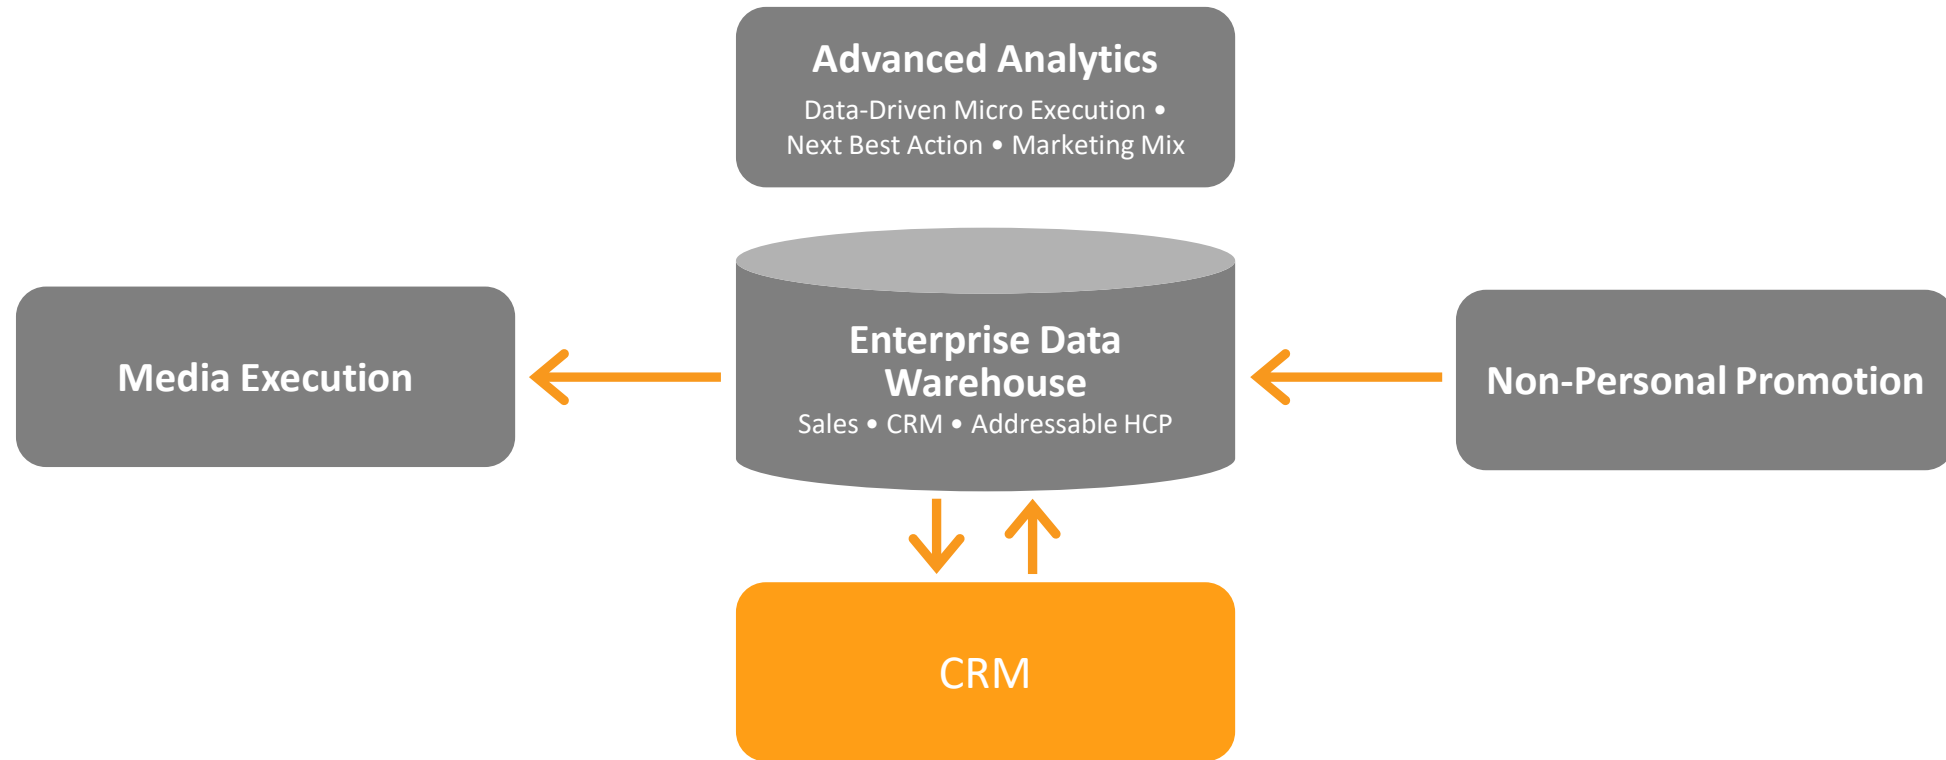 Advanced Analytics
Data-Driven Micro Execution •
Next Best Action • Marketing Mix
Media Execution
Enterprise Data
Warehouse
Sales • CRM • Addressable HCP
Non-Personal Promotion
CRM